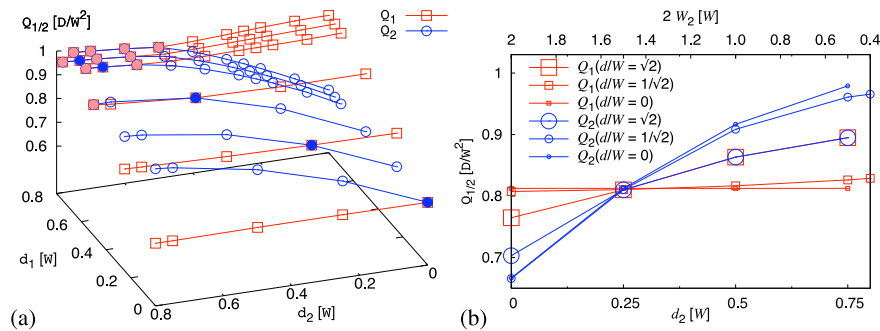 Q1/2 [D/W²]
1
0.9
0.8
0.7
0.6
Q1
Q2
0.8
0.6
0.4
0.2
0
d1 [W]
0.8
0.6
0.4
0.2
0
d2 [W]
(a)
2 W2 [W]
2
1.8
1.6
1.4
1.2
1.0
0.8
0.6
0.4
Q1(d/W = √2)
Q1(d/W = 1/√2)
Q1(d/W = 0)
Q2(d/W = √2)
Q2(d/W = 1/√2)
Q2(d/W = 0)
Q1/2 [D/W²]
1
0.9
0.8
0.7
0
0.25
0.5
0.75
d2 [W]
(b)